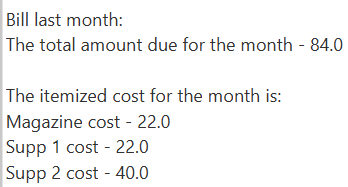 Bill last month:
The total amount due for the month - 84.0
The itemized cost for the month is:
Magazine cost - 22.0
Supp 1 cost - 22.0
Supp 2 cost - 40.0